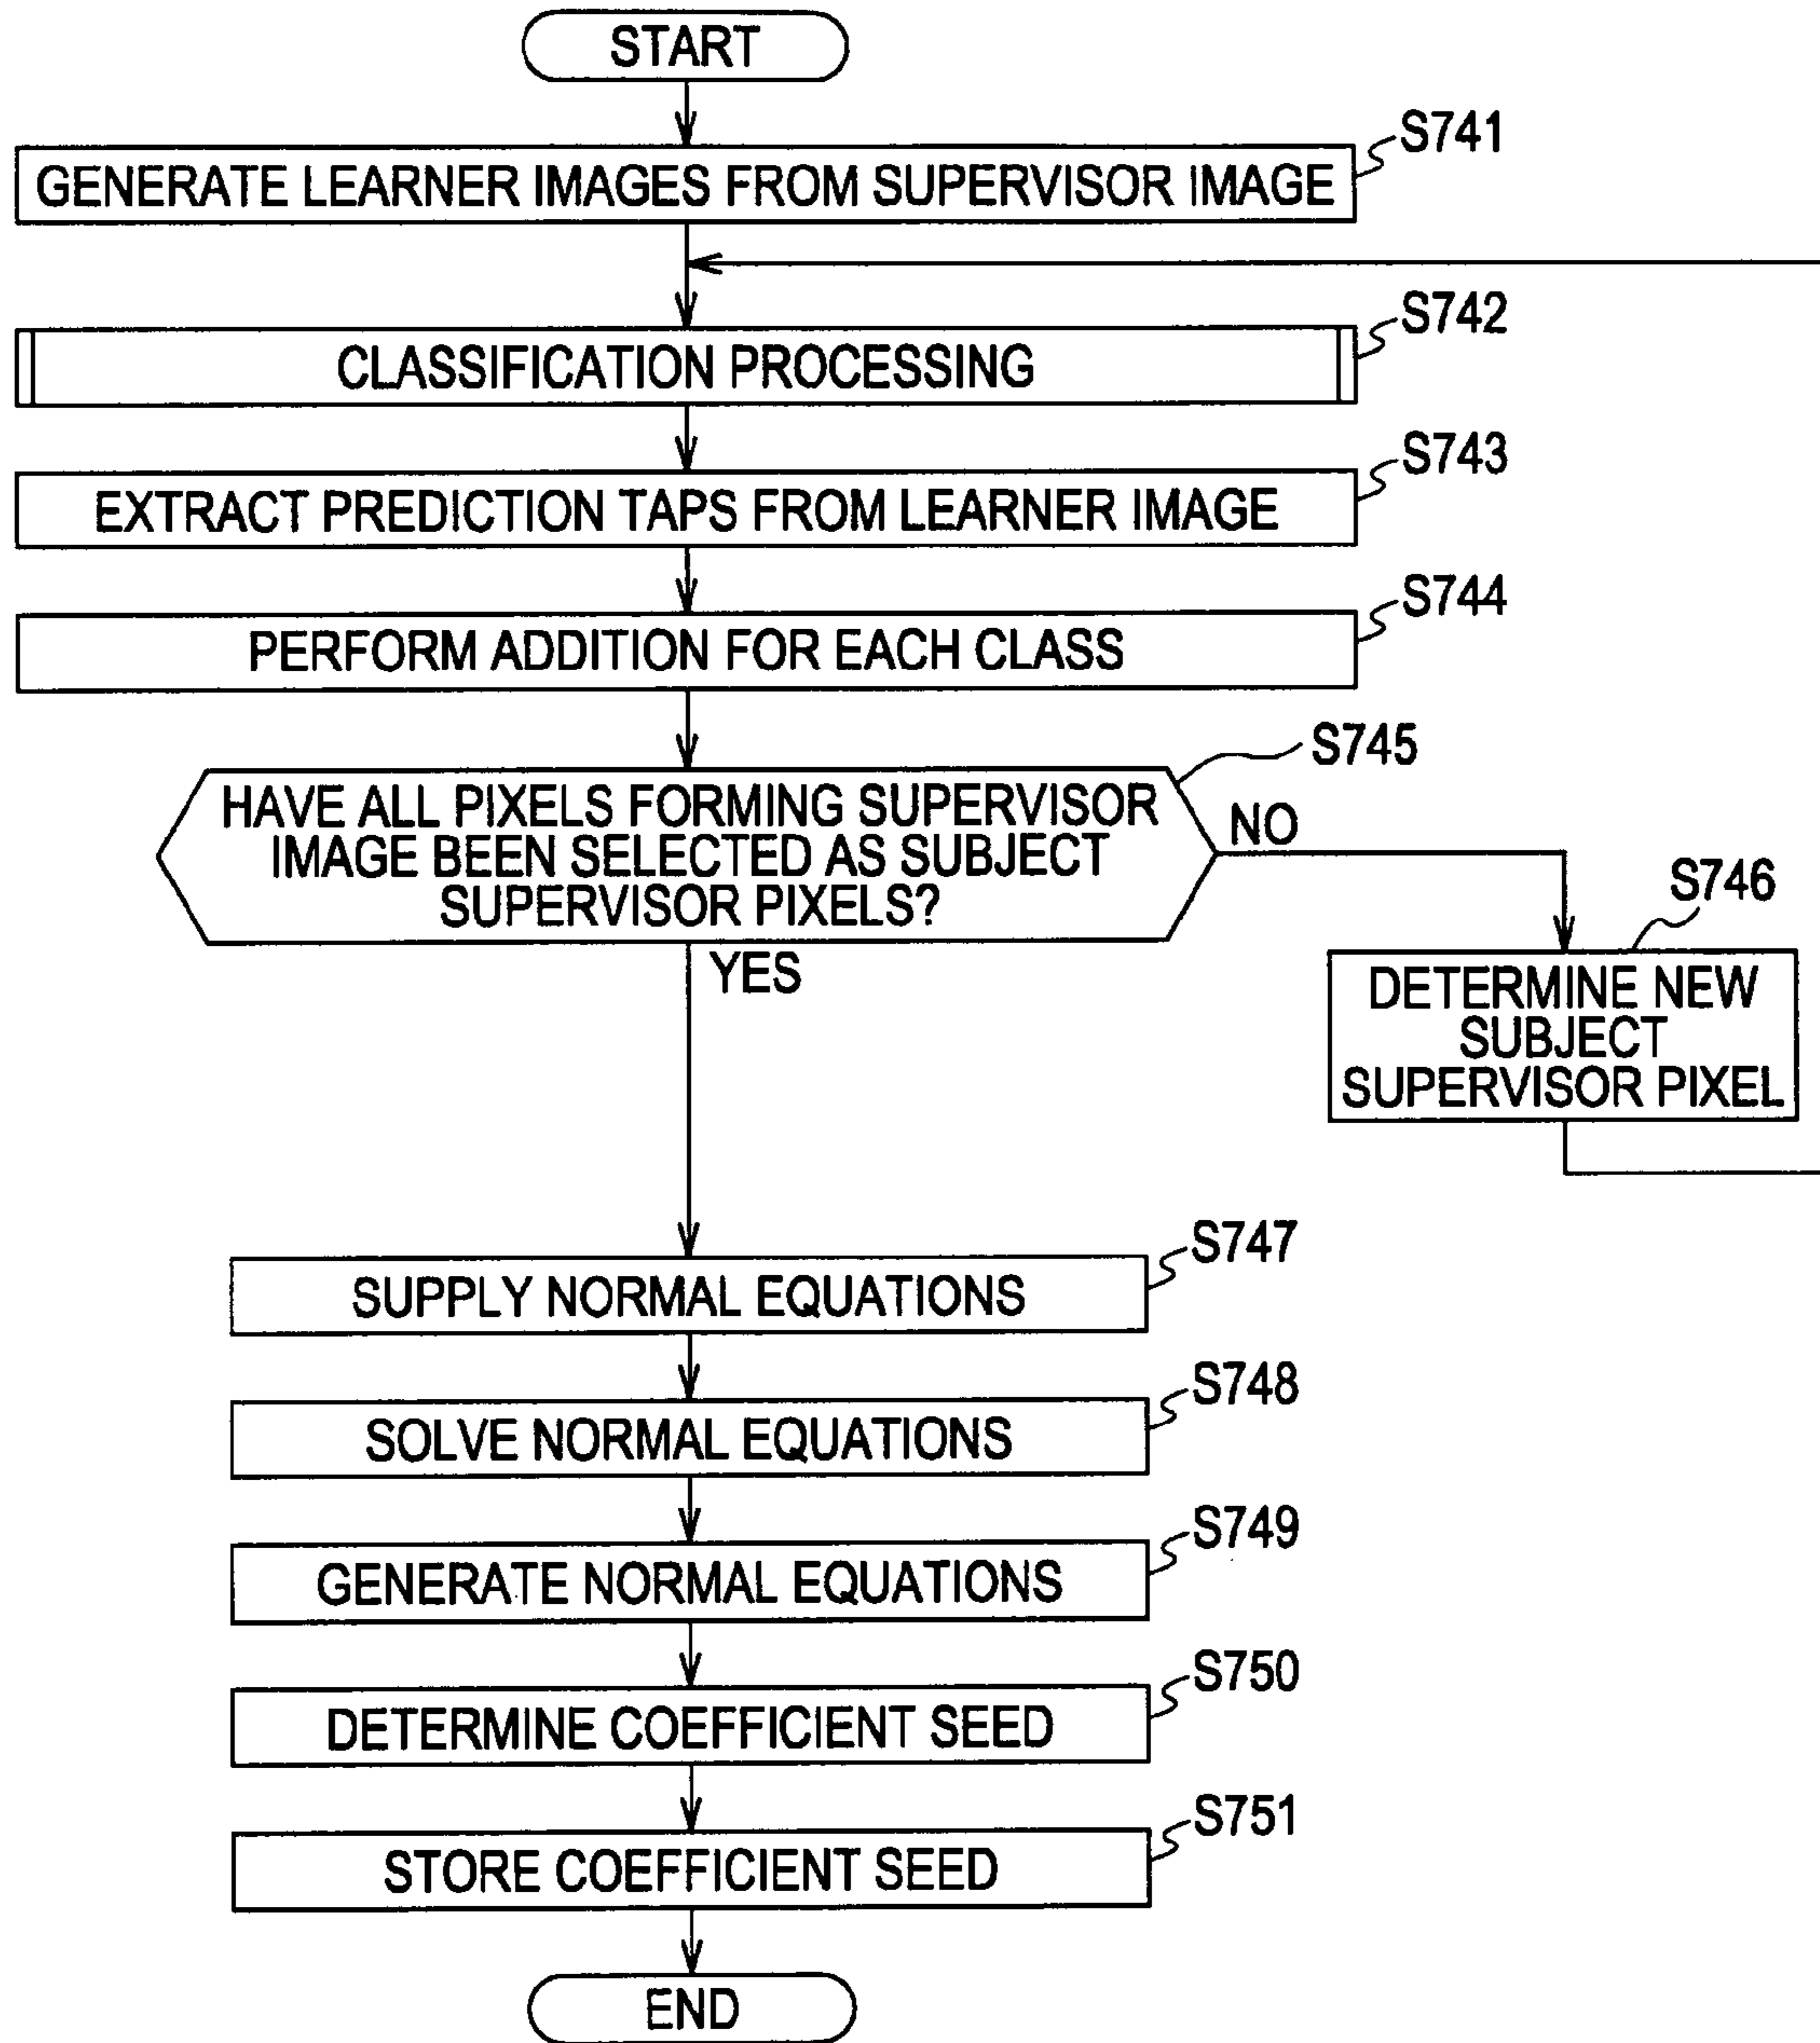 START
S741
GENERATE LEARNER IMAGES FROM SUPERVISOR IMAGE
S742
CLASSIFICATION PROCESSING
S743
EXTRACT PREDICTION TAPS FROM LEARNER IMAGE
S744
PERFORM ADDITION FOR EACH CLASS
S745
HAVE ALL PIXELS FORMING SUPERVISOR
IMAGE BEEN SELECTED AS SUBJECT
SUPERVISOR PIXELS?
NO
YES
S746
DETERMINE NEW
SUBJECT
SUPERVISOR PIXEL
S747
SUPPLY NORMAL EQUATIONS
S748
SOLVE NORMAL EQUATIONS
S749
GENERATE NORMAL EQUATIONS
S750
DETERMINE COEFFICIENT SEED
S751
STORE COEFFICIENT SEED
END